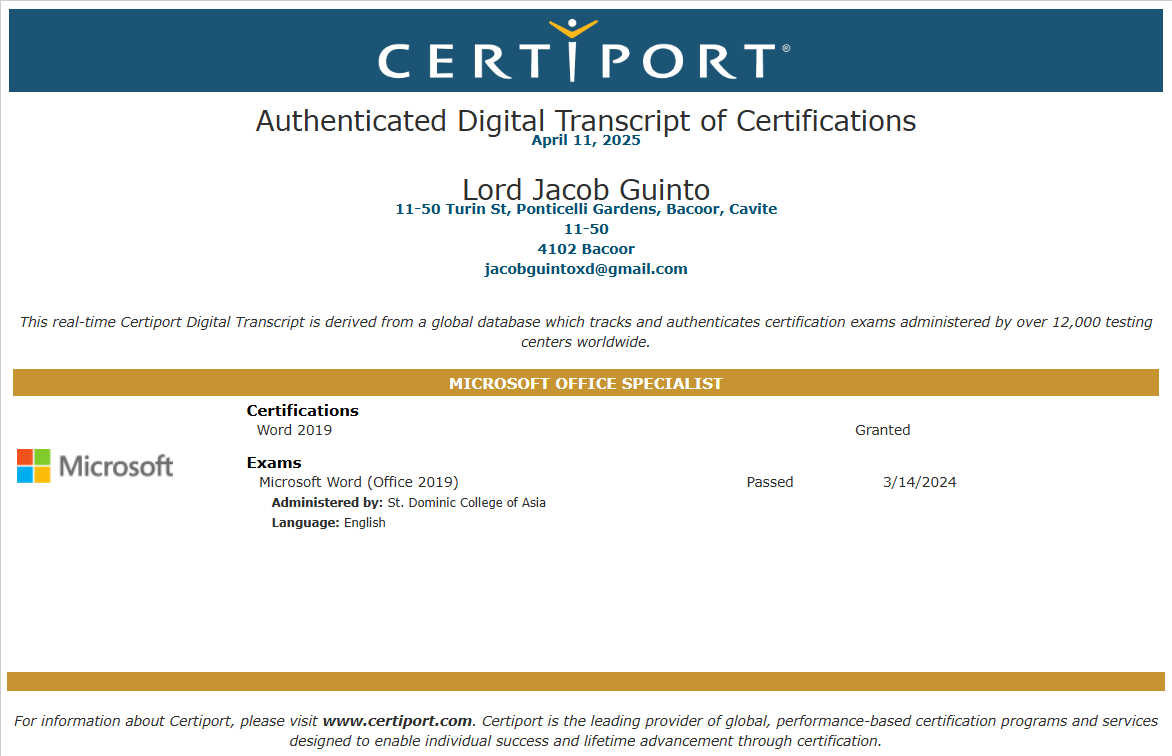 CERTIPORT®
Authenticated Digital Transcript of Certifications
April 11, 2025
Lord Jacob Guinto
11-50 Turin St, Ponticelli Gardens, Bacoor, Cavite
11-50
4102 Bacoor
jacobguintoxd@gmail.com
This real-time Certiport Digital Transcript is derived from a global database which tracks and authenticates certification exams administered by over 12,000 testing
centers worldwide.
MICROSOFT OFFICE SPECIALIST
Certifications
Word 2019 Granted
Microsoft
Exams
Microsoft Word (Office 2019) Passed 3/14/2024
Administered by: St. Dominic College of Asia
Language: English
For information about Certiport, please visit www.certiport.com. Certiport is the leading provider of global, performance-based certification programs and services
designed to enable individual success and lifetime advancement through certification.